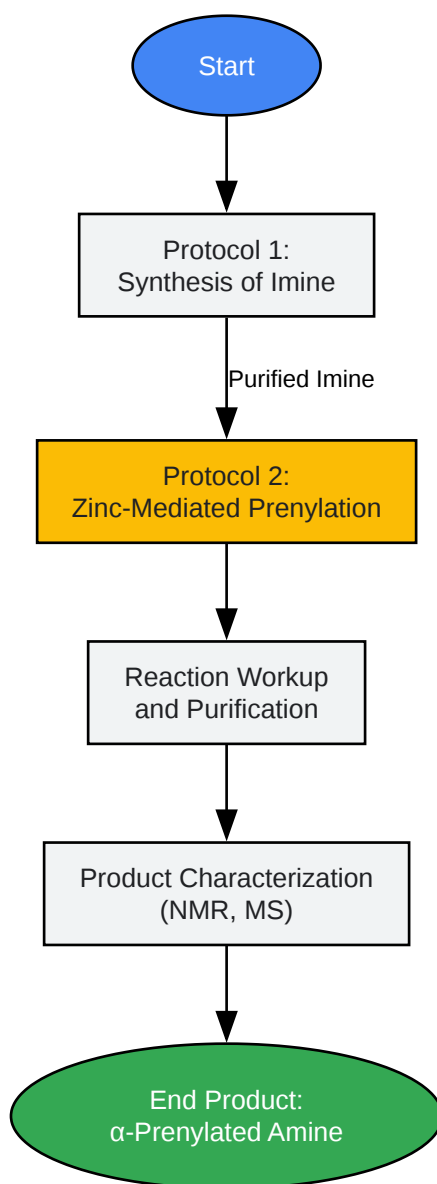 Start
Protocol 1:
Synthesis of Imine
Purified Imine
Protocol 2:
Zinc-Mediated Prenylation
Reaction Workup
and Purification
Product Characterization
(NMR, MS)
End Product:
α-Prenylated Amine